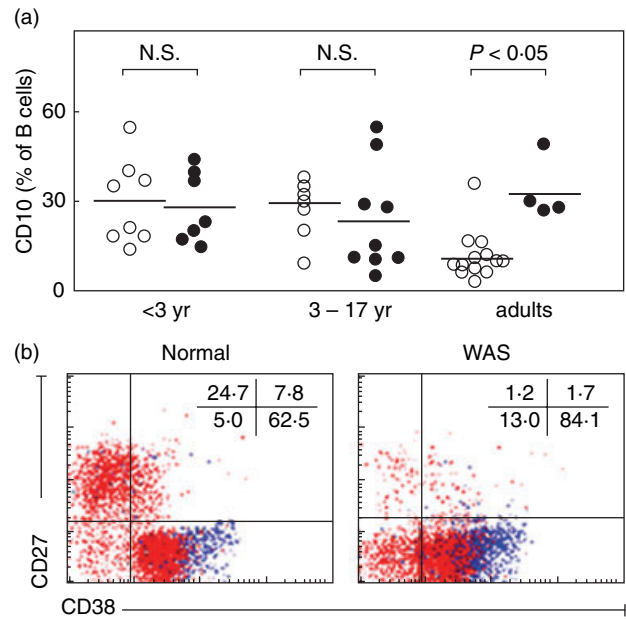 (a)
N.S. N.S. P < 0·05
CD10 (% of B cells)
60
30
0
<3 yr 3 – 17 yr adults
(b)
Normal WAS
24·7 7·8 1·2 1·7
5·0 62·5 13·0 84·1
CD27
CD38